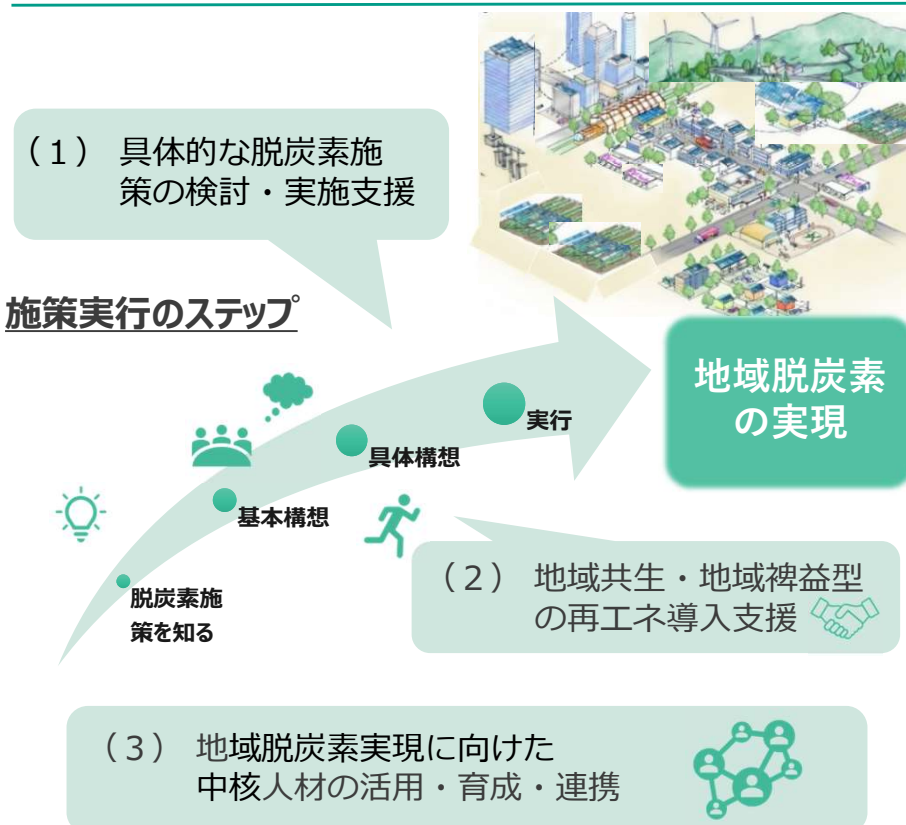 （１） 具体的な脱炭素施
策の検討・実施支援
施策実行のステップ
地域脱炭素
の実現
実行
具体構想
基本構想
脱炭素施
策を知る
（２） 地域共生・地域裨益型
の再エネ導入支援
（３） 地域脱炭素実現に向けた
中核人材の活用・育成・連携